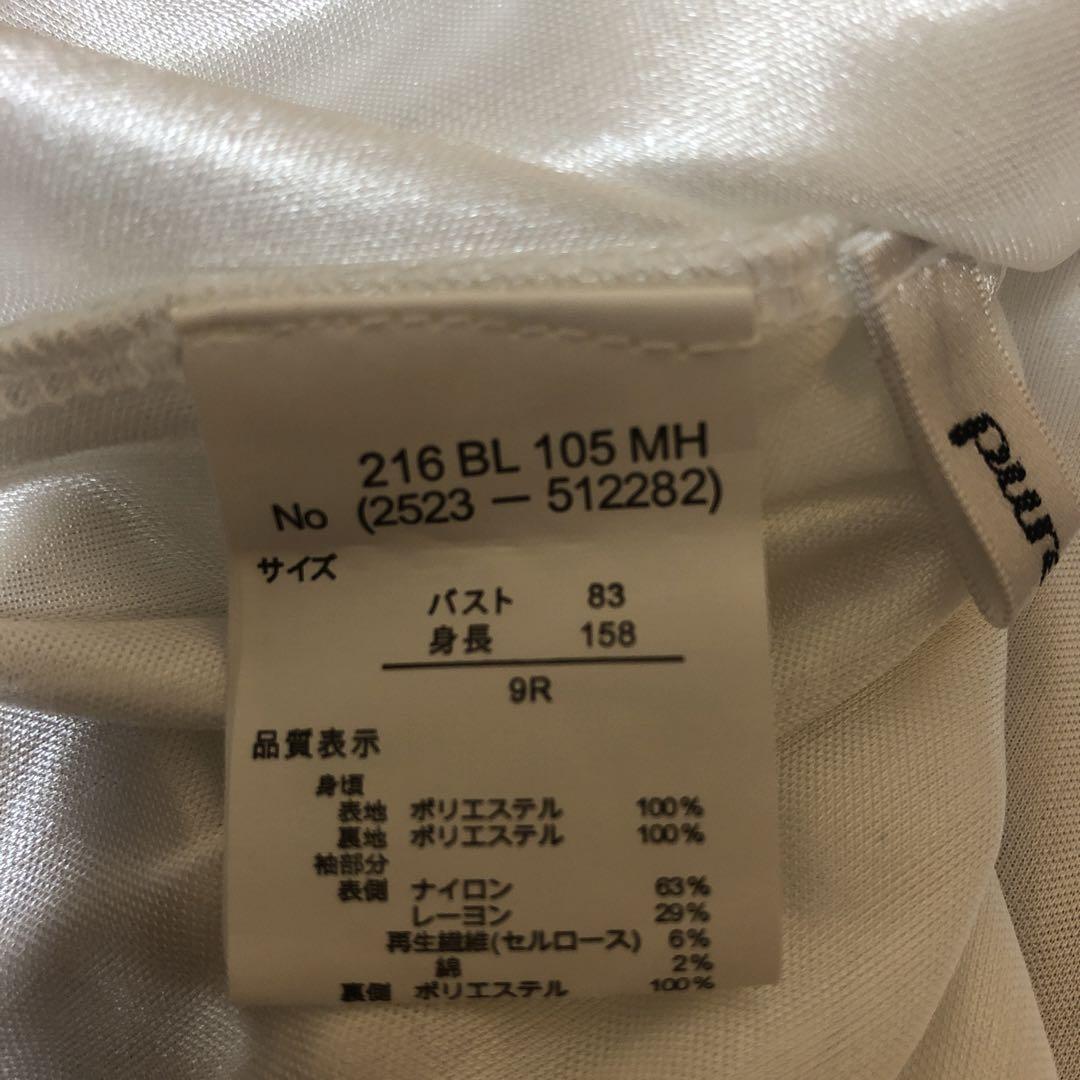 216 BL 105 MH
No (2523 — 512282)
サイズ
バスト 83
身長 158
9R
品質表示
身頃
表地 ポリエステル 100%
裏地 ポリエステル 100%
袖部分
表側 ナイロン 63%
レーヨン 29%
再生繊維(セルロース) 6%
綿 2%
裏側 ポリエステル 100%